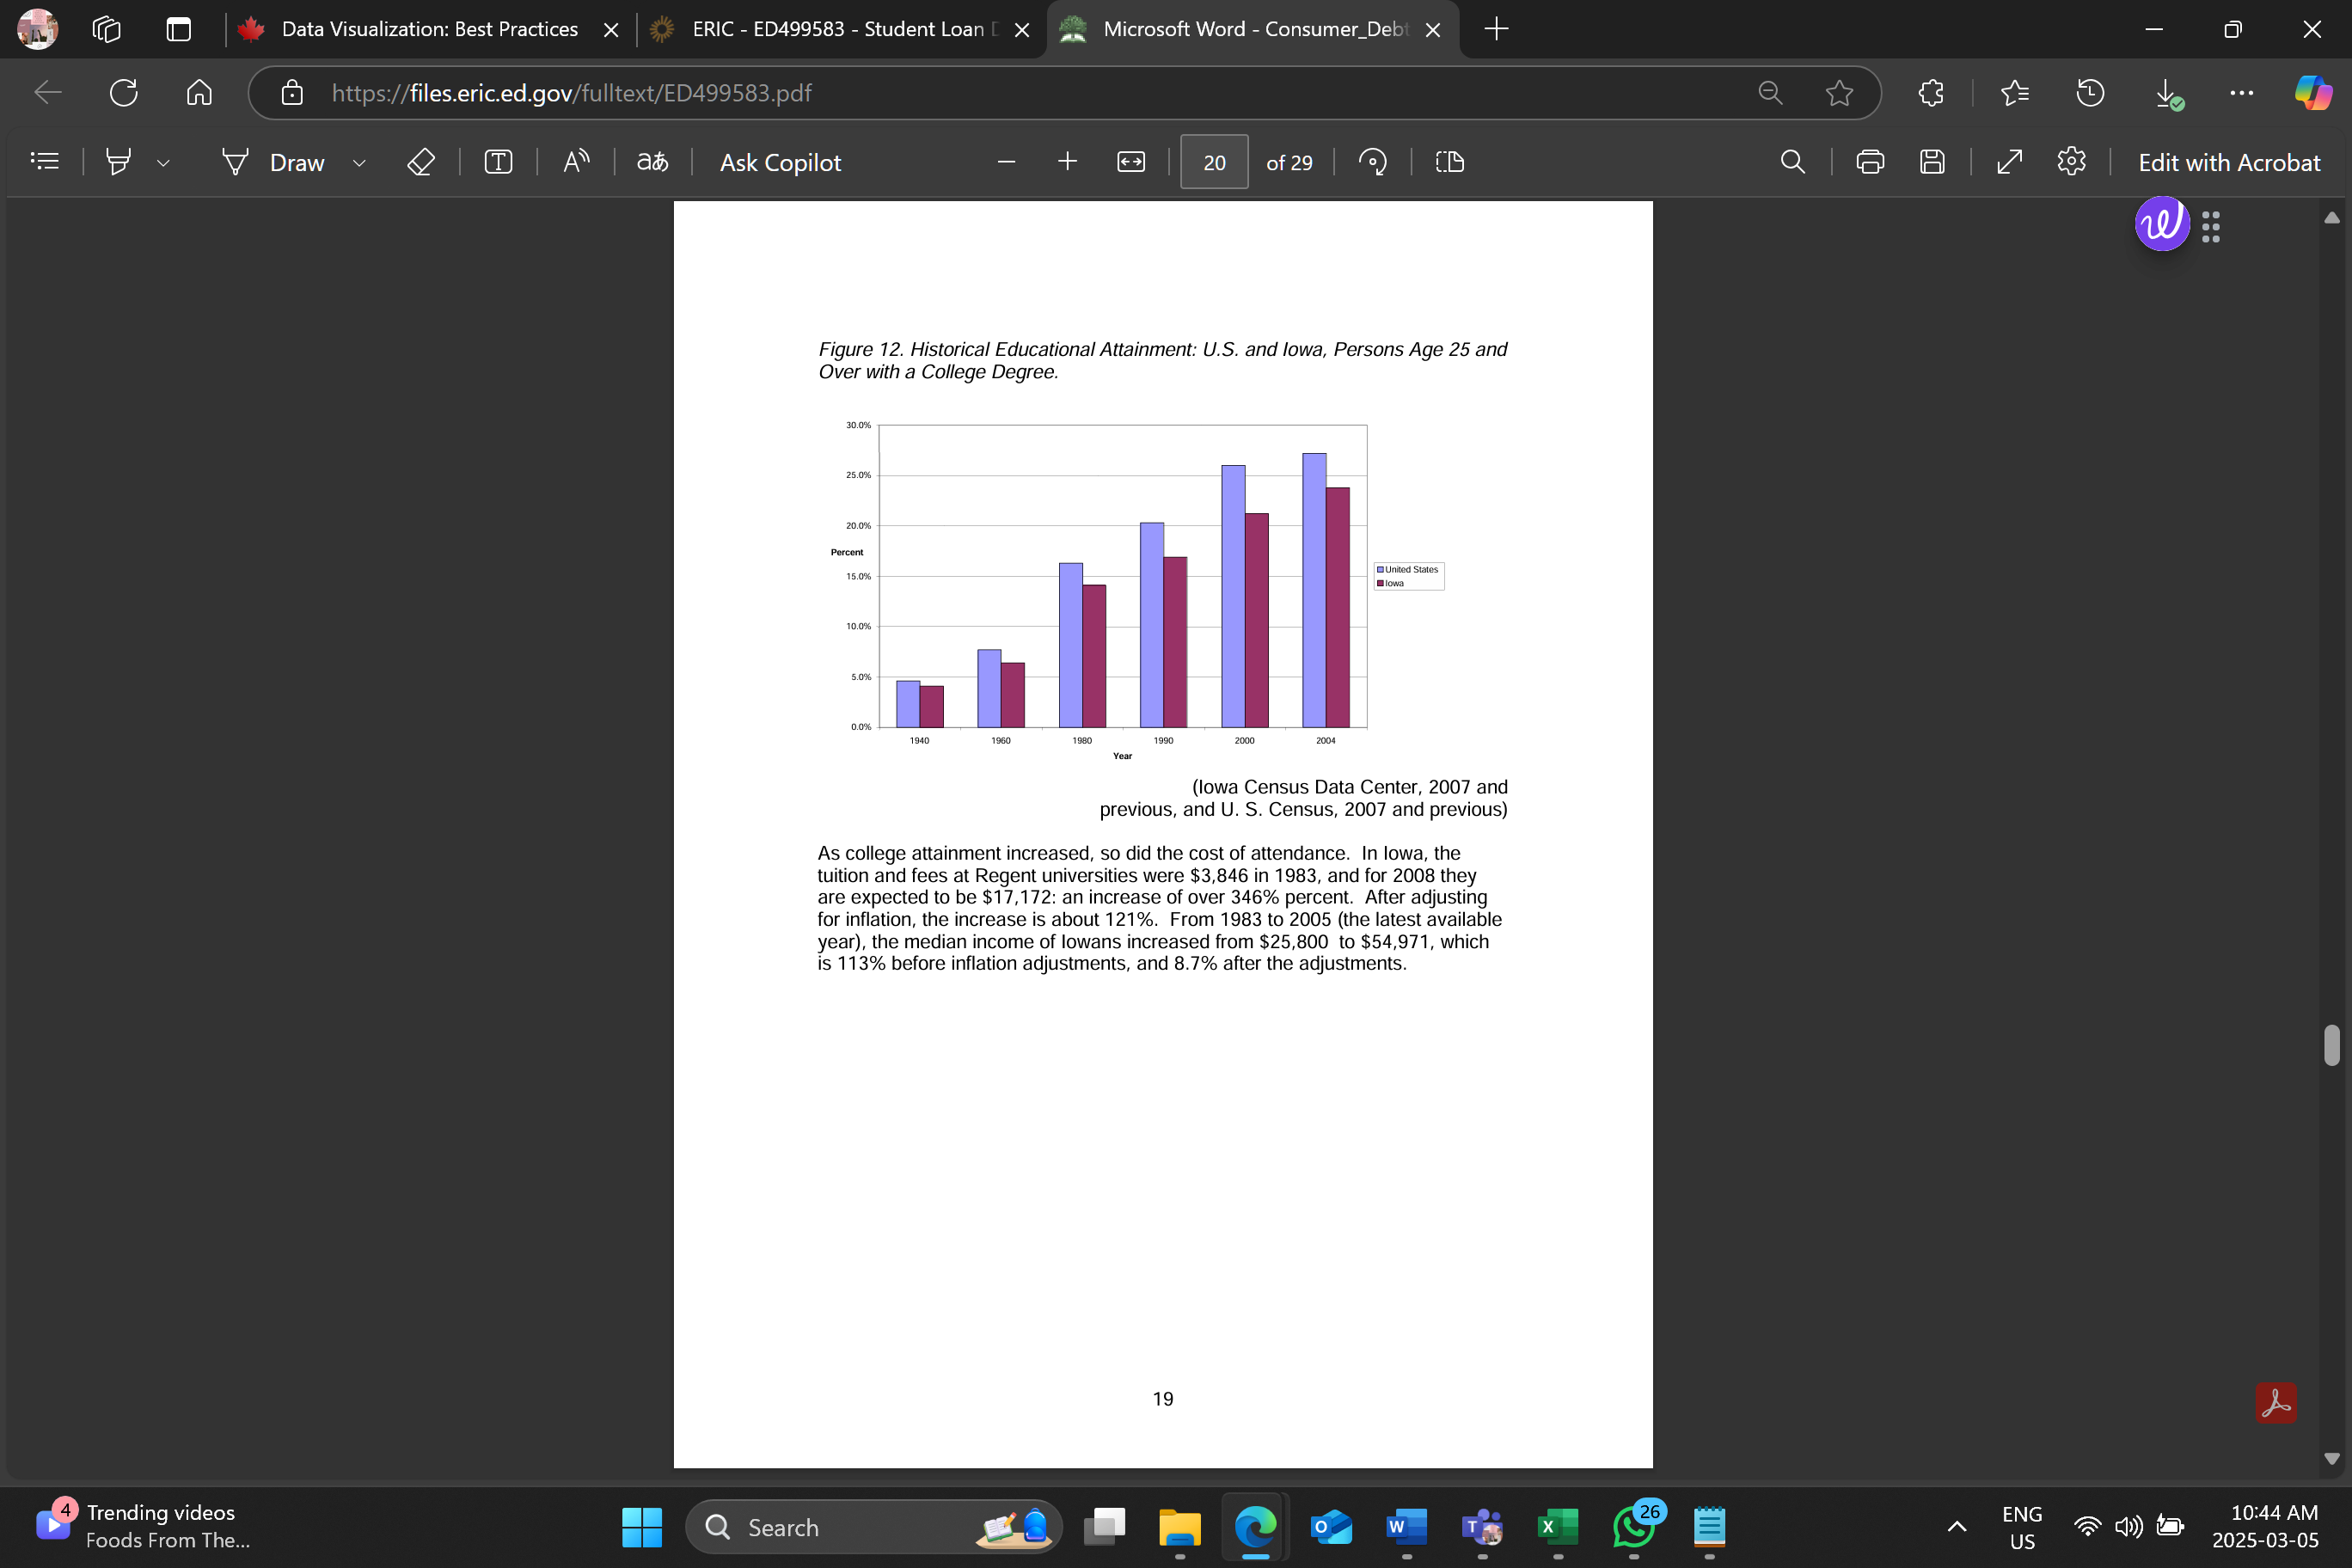 Data Visualization: Best Practices
ERIC - ED499583 - Student Loan
Microsoft Word - Consumer_Debt
https://files.eric.ed.gov/fulltext/ED499583.pdf
Draw
T
A
aあ
Ask Copilot
20 of 29
Edit with Acrobat
Figure 12. Historical Educational Attainment: U.S. and Iowa, Persons Age 25 and
Over with a College Degree.
30.0%
25.0%
20.0%
Percent
15.0%
10.0%
5.0%
0.0%
1940 1960 1980 1990 2000 2004
Year
United States
Iowa
(Iowa Census Data Center, 2007 and
previous, and U. S. Census, 2007 and previous)
As college attainment increased, so did the cost of attendance. In Iowa, the
tuition and fees at Regent universities were $3,846 in 1983, and for 2008 they
are expected to be $17,172: an increase of over 346% percent. After adjusting
for inflation, the increase is about 121%. From 1983 to 2005 (the latest available
year), the median income of Iowans increased from $25,800 to $54,971, which
is 113% before inflation adjustments, and 8.7% after the adjustments.
19
4
Trending videos
Foods From The...
Search
26
ENG
US
10:44 AM
2025-03-05